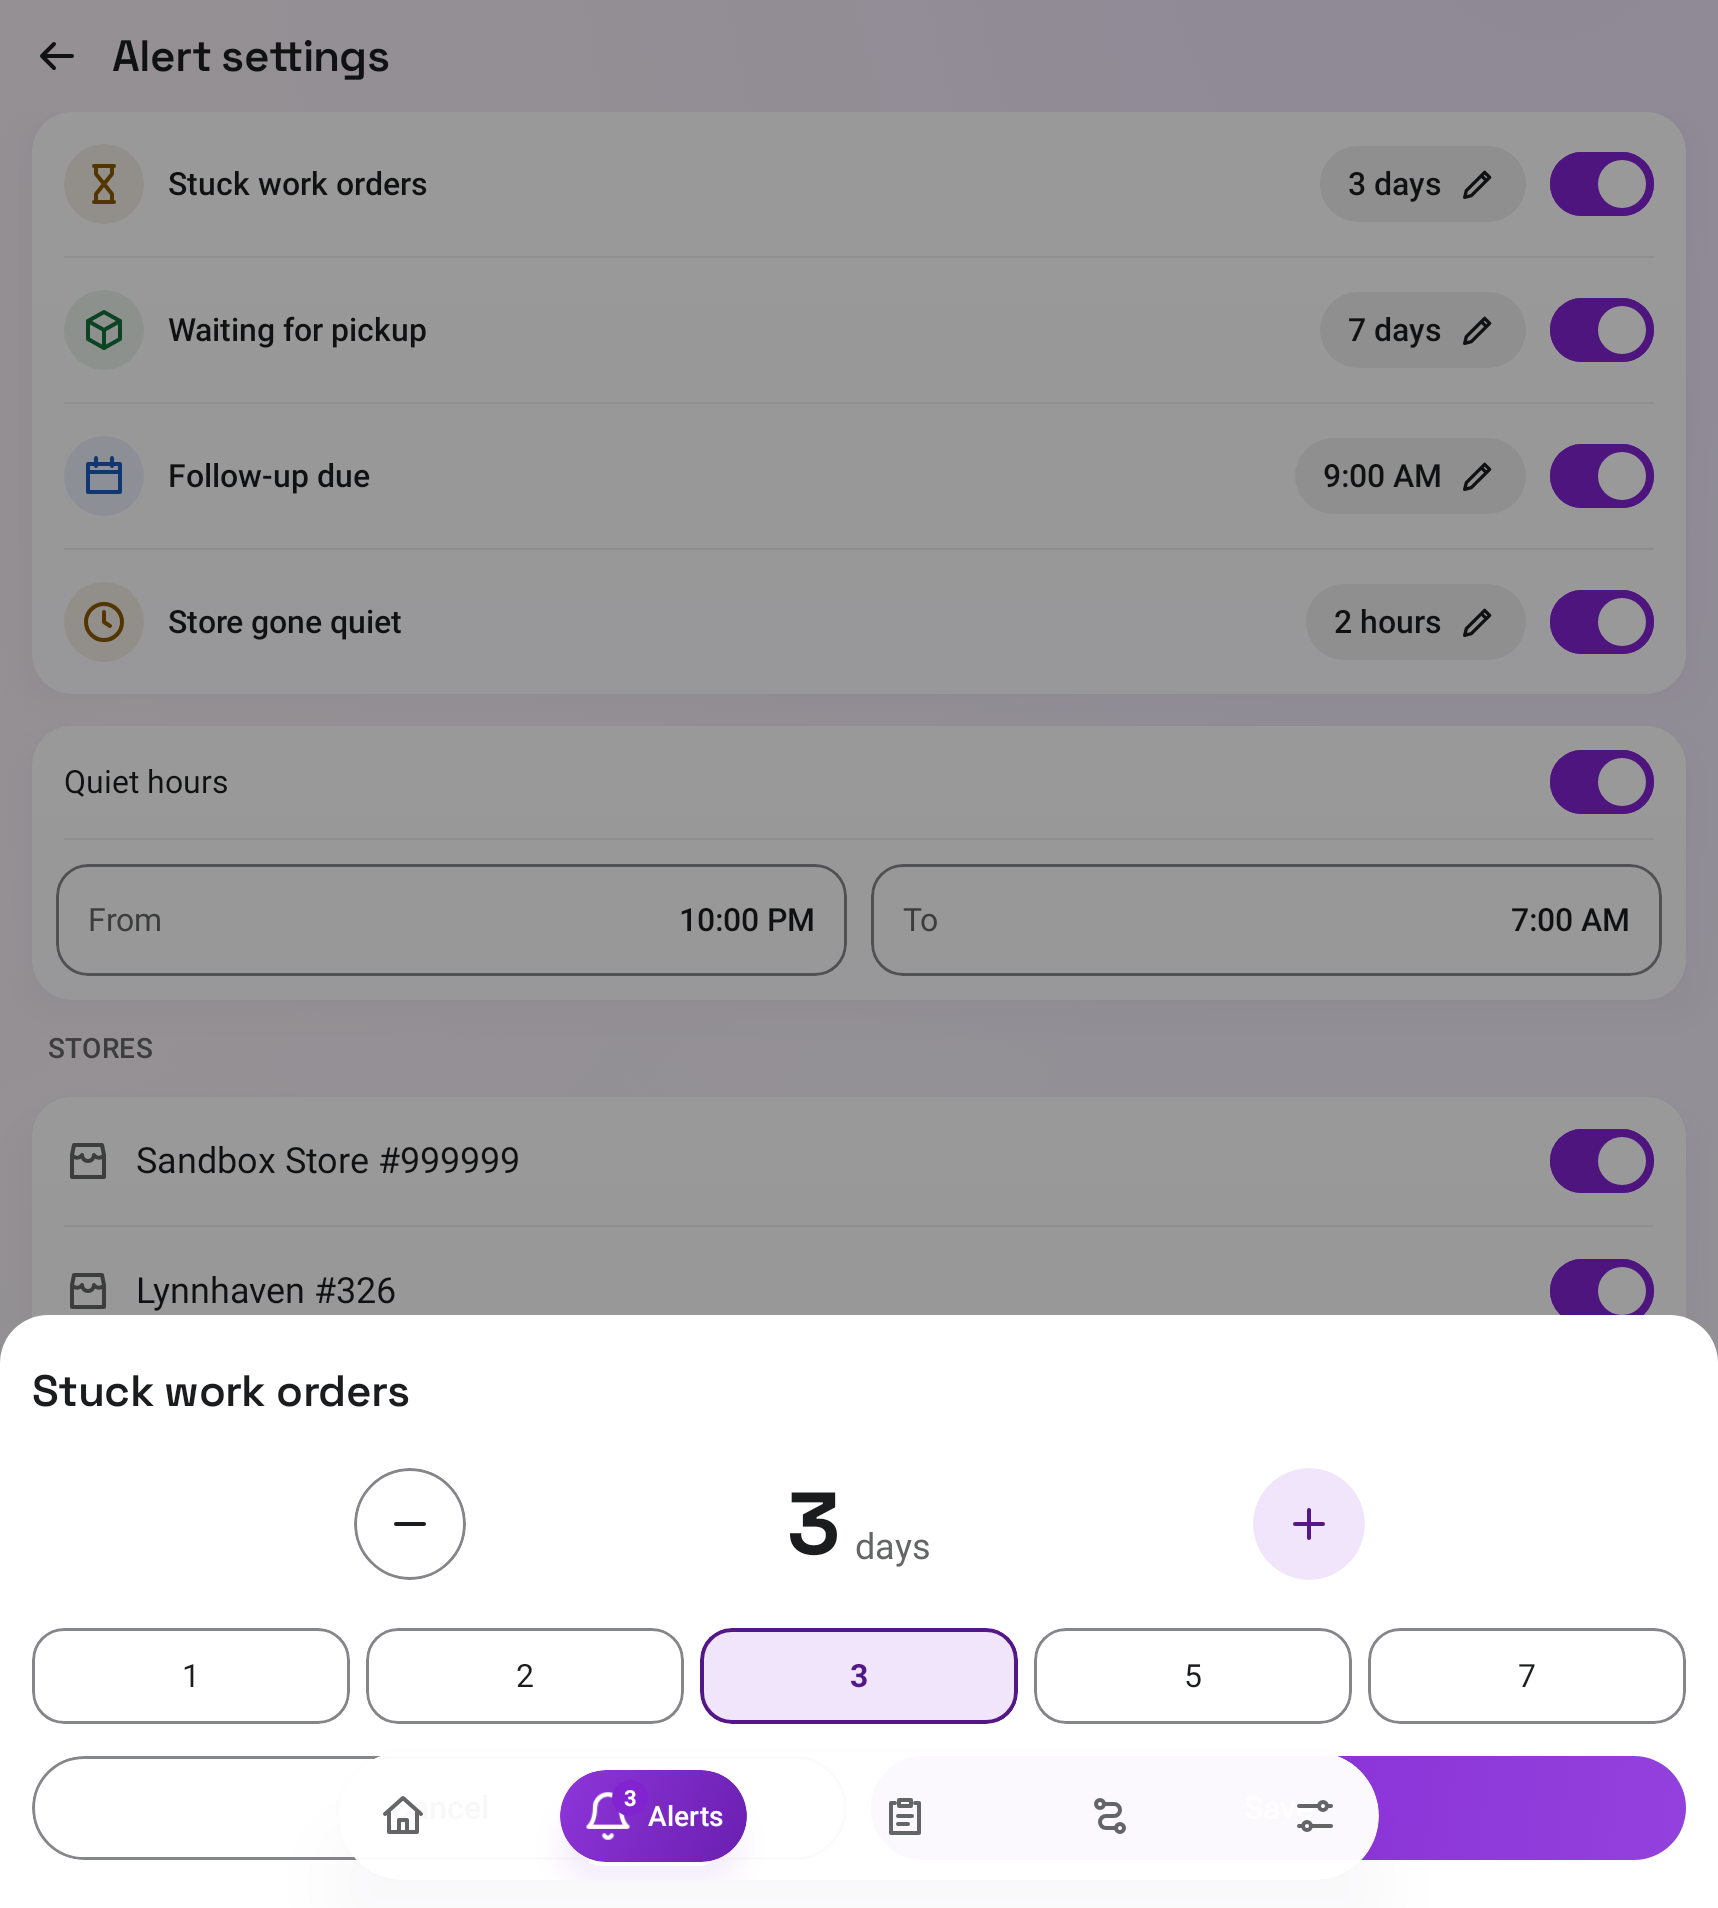 Alert settings
Stuck work orders
3 days
Waiting for pickup
7 days
Follow-up due
9:00 AM
Store gone quiet
2 hours
Quiet hours
From
10:00 PM
To
7:00 AM
STORES
Sandbox Store #999999
Lynnhaven #326
Stuck work orders
3 days
1
2
3
5
7
3
Alerts